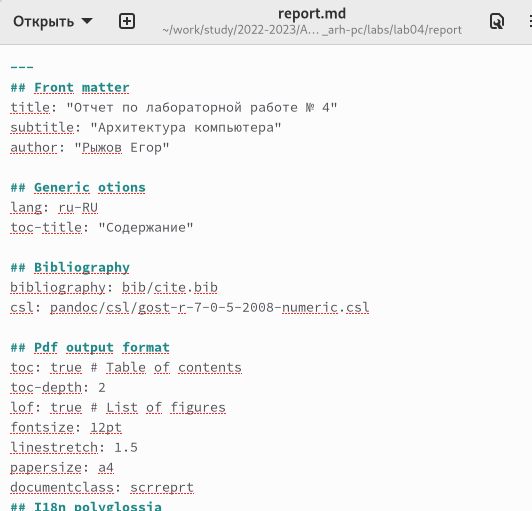 Открыть
report.md
~/work/study/2022-2023/A... _arh-pc/labs/lab04/report
---
## Front matter
title: "Отчет по лабораторной работе № 4"
subtitle: "Архитектура компьютера"
author: "Рыжов Егор"
## Generic otions
lang: ru-RU
toc-title: "Содержание"
## Bibliography
bibliography: bib/cite.bib
csl: pandoc/csl/gost-r-7-0-5-2008-numeric.csl
## Pdf output format
toc: true # Table of contents
toc-depth: 2
lof: true # List of figures
fontsize: 12pt
linestretch: 1.5
papersize: a4
documentclass: scrreprt
## I18n polyglossia